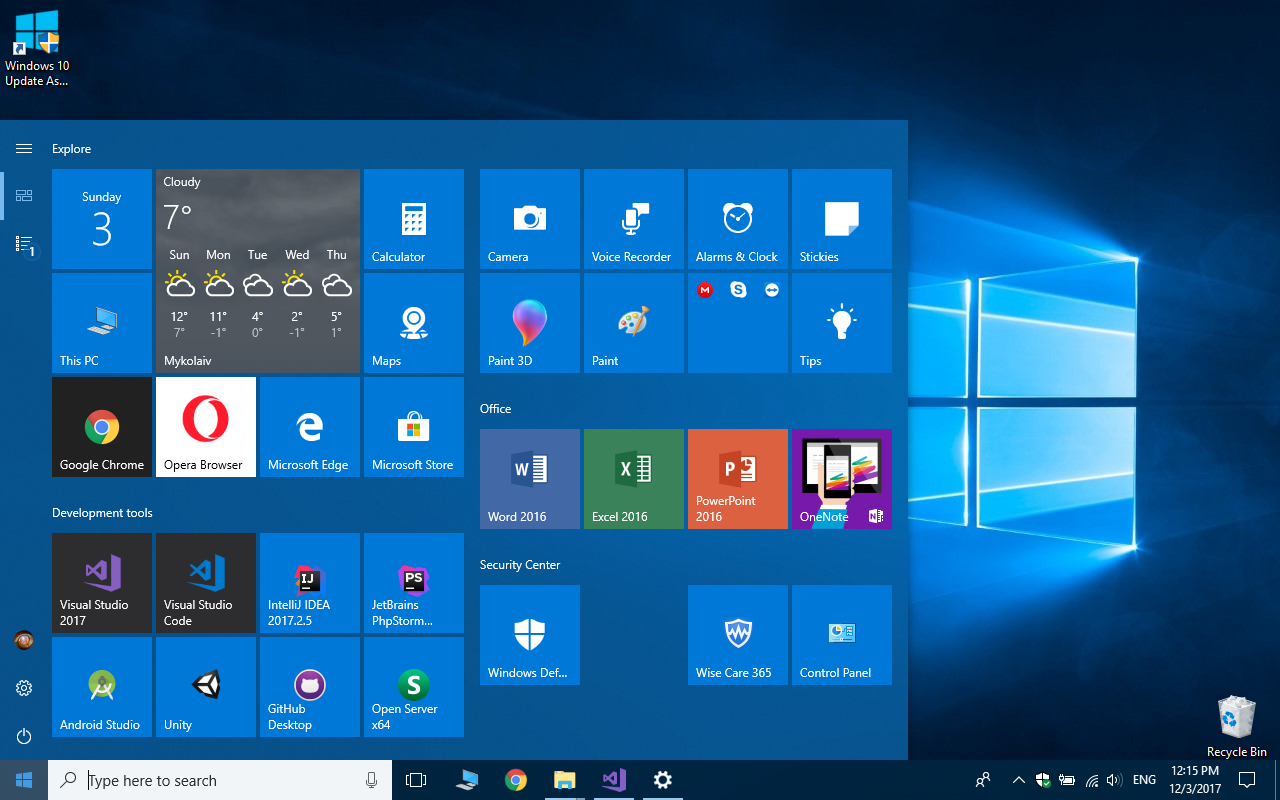 Windows 10
Update As...
Explore
Sunday
3
Cloudy
7°
Sun Mon Tue Wed Thu
12° 11° 4° 2° 5°
7° -1° 0° -1° 1°
Mykolaiv
Calculator
Camera
Voice Recorder
Alarms & Clock
Stickies
1
This PC
Maps
Paint 3D
Paint
M
S
Tips
Google Chrome
Opera Browser
Microsoft Edge
Microsoft Store
Office
W
Word 2016
X
Excel 2016
P
PowerPoint
2016
OneNote
N
Development tools
Visual Studio
2017
Visual Studio
Code
IJ
IntelliJ IDEA
2017.2.5
PS
JetBrains
PhpStorm...
Security Center
Windows Def...
Wise Care 365
Control Panel
Android Studio
Unity
GitHub
Desktop
S
Open Server
x64
Recycle Bin
Type here to search
ENG
12:15 PM
12/3/2017